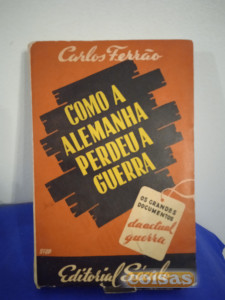 Carlos Ferrão
COMO A
ALEMANHA
PERDEU A
GUERRA
OS GRANDES
DOCUMENTOS
da actual
guerra
Editorial
coisas